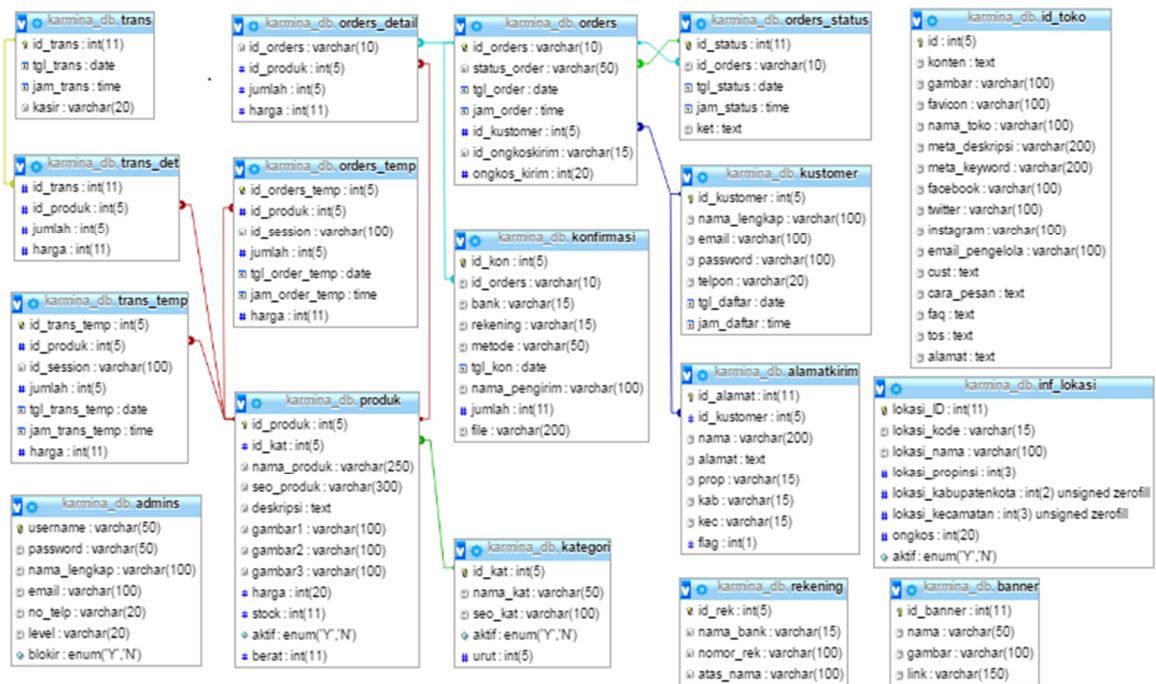 karmina_db.trans
id_trans : int(11)
tgl_trans : date
jam_trans : time
kasir : varchar(20)
karmina_db.trans_det
id_trans : int(11)
id_produk : int(5)
jumlah : int(5)
harga : int(11)
karmina_db.trans_temp
id_trans_temp : int(5)
id_produk : int(5)
id_session : varchar(100)
jumlah : int(5)
tgl_trans_temp : date
jam_trans_temp : time
harga : int(11)
karmina_db.admins
username : varchar(50)
password : varchar(50)
nama_lengkap : varchar(100)
email : varchar(100)
no_telp : varchar(20)
level : varchar(20)
blokir : enum('Y','N')
karmina_db.orders_detail
id_orders : varchar(10)
id_produk : int(5)
jumlah : int(5)
harga : int(11)
karmina_db.orders_temp
id_orders_temp : int(5)
id_produk : int(5)
id_session : varchar(100)
jumlah : int(5)
tgl_order_temp : date
jam_order_temp : time
harga : int(11)
karmina_db.produk
id_produk : int(5)
id_kat : int(5)
nama_produk : varchar(250)
seo_produk : varchar(300)
deskripsi : text
gambar1 : varchar(100)
gambar2 : varchar(100)
gambar3 : varchar(100)
harga : int(20)
stock : int(11)
aktif : enum('Y','N')
berat : int(11)
karmina_db.orders
id_orders : varchar(10)
status_order : varchar(50)
tgl_order : date
jam_order : time
id_kustomer : int(5)
id_ongkoskirim : varchar(15)
ongkos_kirim : int(20)
karmina_db.konfirmasi
id_kon : int(5)
id_orders : varchar(10)
bank : varchar(15)
rekening : varchar(15)
metode : varchar(50)
tgl_kon : date
nama_pengirim : varchar(100)
jumlah : int(11)
file : varchar(200)
karmina_db.kategori
id_kat : int(5)
nama_kat : varchar(50)
seo_kat : varchar(100)
aktif : enum('Y','N')
urut : int(5)
karmina_db.orders_status
id_status : int(11)
id_orders : varchar(10)
tgl_status : date
jam_status : time
ket : text
karmina_db.kustomer
id_kustomer : int(5)
nama_lengkap : varchar(100)
email : varchar(100)
password : varchar(100)
telpon : varchar(20)
tgl_daftar : date
jam_daftar : time
karmina_db.alamatkirim
id_alamat : int(11)
id_kustomer : int(5)
nama : varchar(200)
alamat : text
prop : varchar(15)
kab : varchar(15)
kec : varchar(15)
flag : int(1)
karmina_db.rekening
id_rek : int(5)
nama_bank : varchar(15)
nomor_rek : varchar(100)
atas_nama : varchar(100)
karmina_db.id_toko
id : int(5)
konten : text
gambar : varchar(100)
favicon : varchar(100)
nama_toko : varchar(100)
meta_deskripsi : varchar(200)
meta_keyword : varchar(200)
facebook : varchar(100)
twitter : varchar(100)
instagram : varchar(100)
email_pengelola : varchar(100)
cust : text
cara_pesan : text
faq : text
tos : text
alamat : text
karmina_db.inf_lokasi
lokasi_ID : int(11)
lokasi_kode : varchar(15)
lokasi_nama : varchar(100)
lokasi_propinsi : int(3)
lokasi_kabupatenkota : int(2) unsigned zerofill
lokasi_kecamatan : int(3) unsigned zerofill
ongkos : int(20)
aktif : enum('Y','N')
karmina_db.banner
id_banner : int(11)
nama : varchar(50)
gambar : varchar(100)
link : varchar(150)